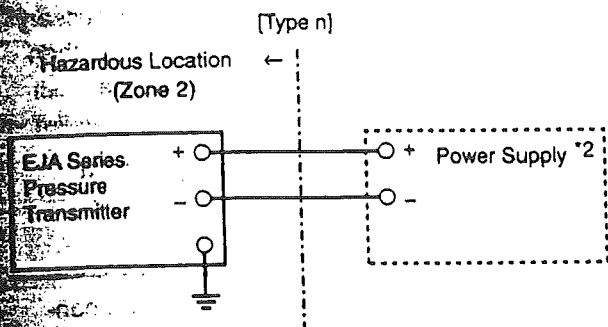 [Type n]
Hazardous Location ←
(Zone 2)
EJA Series
Pressure
Transmitter
+
−
+
−
Power Supply *2